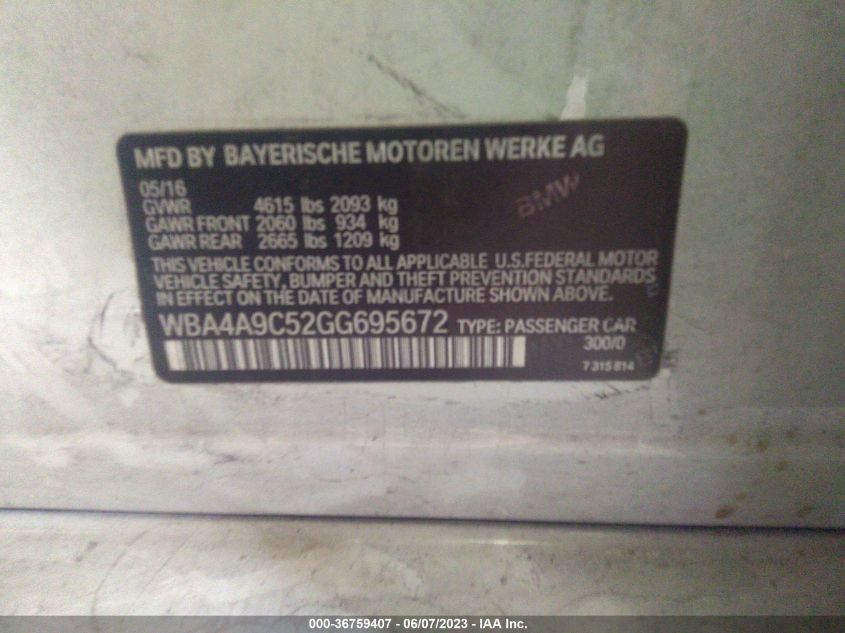 MFD BY BAYERISCHE MOTOREN WERKE AG
05/16
GVWR 4615 lbs 2093 kg
GAWR FRONT 2060 lbs 934 kg
GAWR REAR 2665 lbs 1209 kg
BMW
THIS VEHICLE CONFORMS TO ALL APPLICABLE U.S.FEDERAL MOTOR
VEHICLE SAFETY, BUMPER AND THEFT PREVENTION STANDARDS
IN EFFECT ON THE DATE OF MANUFACTURE SHOWN ABOVE.
WBA4A9C52GG695672 TYPE: PASSENGER CAR
300/0
7 315 814
000-36759407 - 06/07/2023 - IAA Inc.